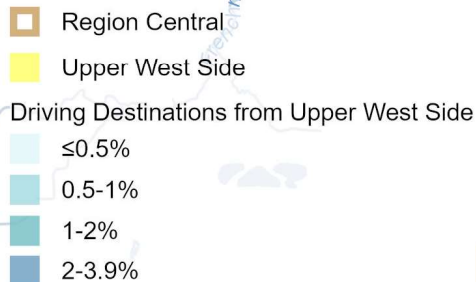 Region Central
French
Upper West Side
Driving Destinations from Upper West Side
≤0.5%
0.5-1%
1-2%
2-3.9%